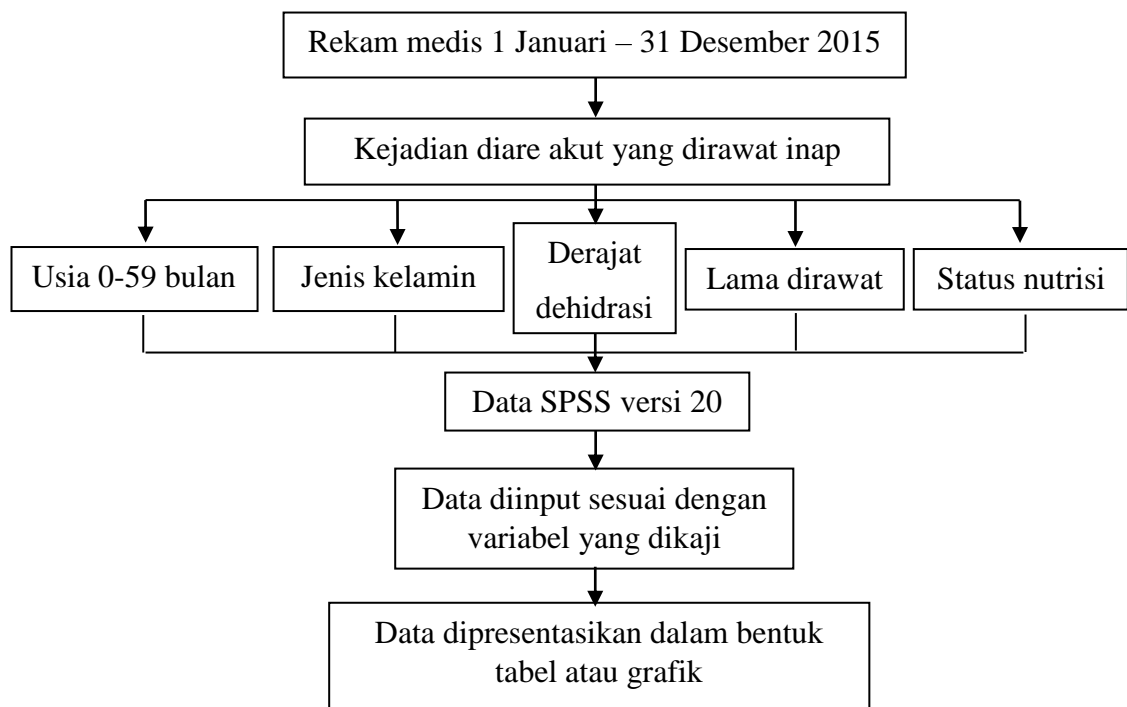 Rekam medis 1 Januari – 31 Desember 2015
Kejadian diare akut yang dirawat inap
Usia 0-59 bulan
Jenis kelamin
Derajat
dehidrasi
Lama dirawat
Status nutrisi
Data SPSS versi 20
Data diinput sesuai dengan
variabel yang dikaji
Data dipresentasikan dalam bentuk
tabel atau grafik